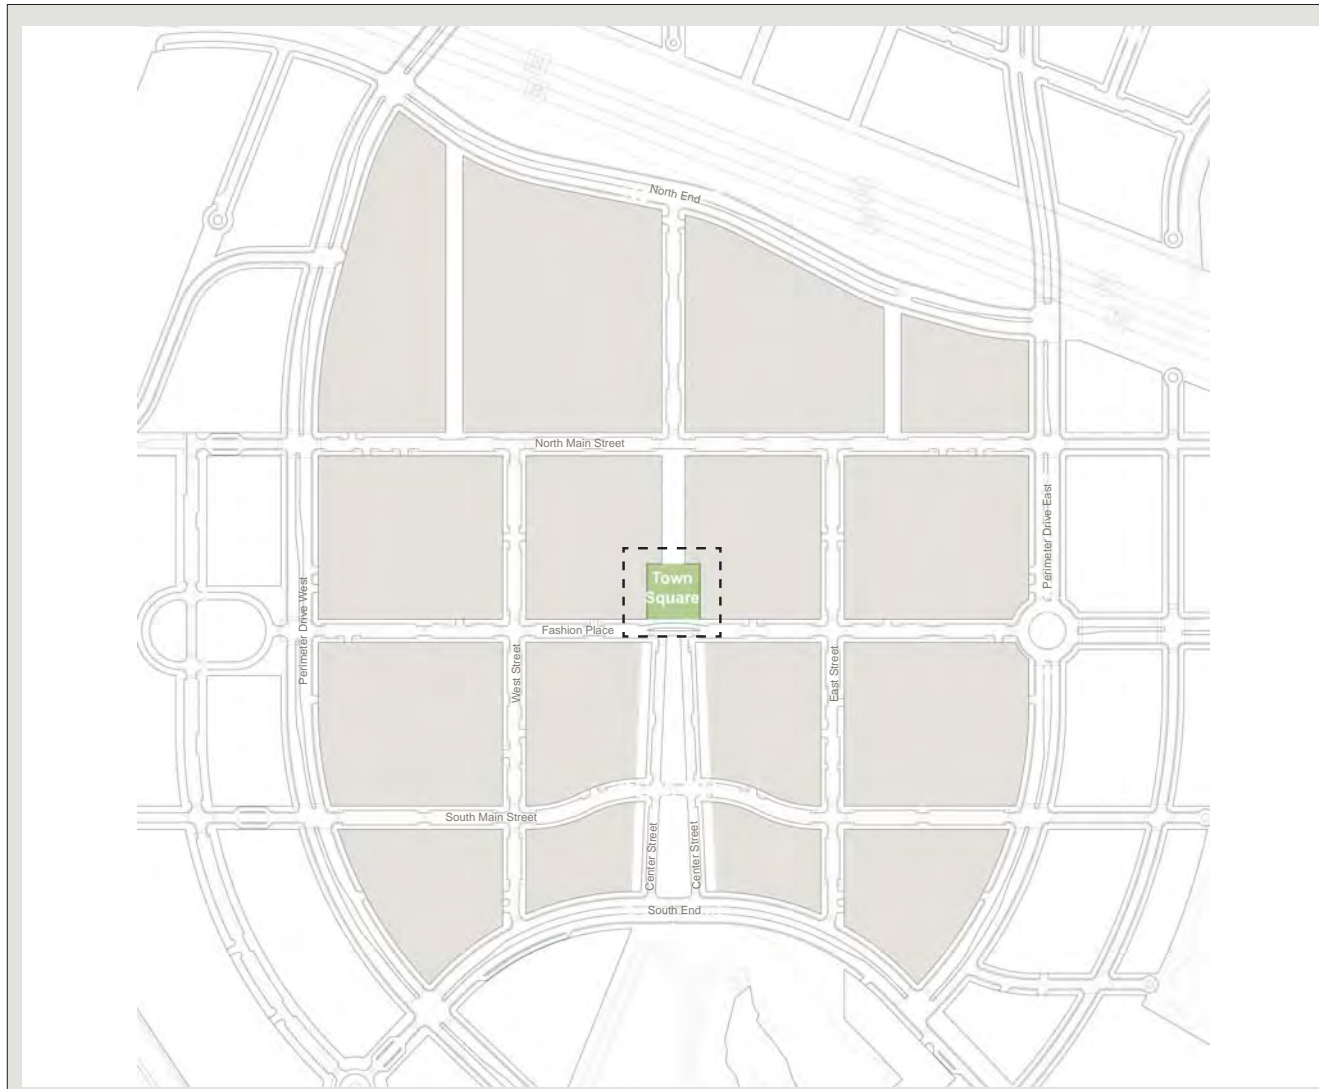 North End
North Main Street
Perimeter Drive East
Town
Square
Perimeter Drive West
Fashion Place
West Street
East Street
South Main Street
Center Street
Center Street
South End